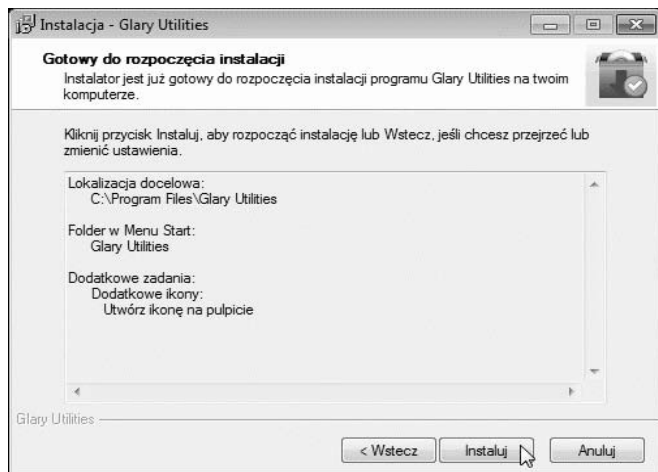 Instalacja - Glary Utilities
Gotowy do rozpoczęcia instalacji
Instalator jest już gotowy do rozpoczęcia instalacji programu Glary Utilities na twoim
komputerze.
Kliknij przycisk Instaluj, aby rozpocząć instalację lub Wstecz, jeśli chcesz przejrzeć lub
zmienić ustawienia.
Lokalizacja docelowa:
C:\Program Files\Glary Utilities
Folder w Menu Start:
Glary Utilities
Dodatkowe zadania:
Dodatkowe ikony:
Utwórz ikonę na pulpicie
Glary Utilities
< Wstecz Instaluj Anuluj